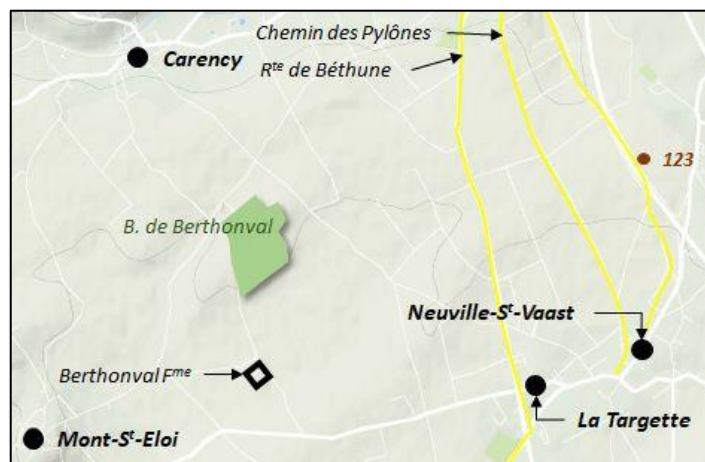 Chemin des Pylônes
Carency
Rte de Béthune
123
B. de Berthonval
Neuville-St-Vaast
Berthonval Fme
La Targette
Mont-St-Eloi